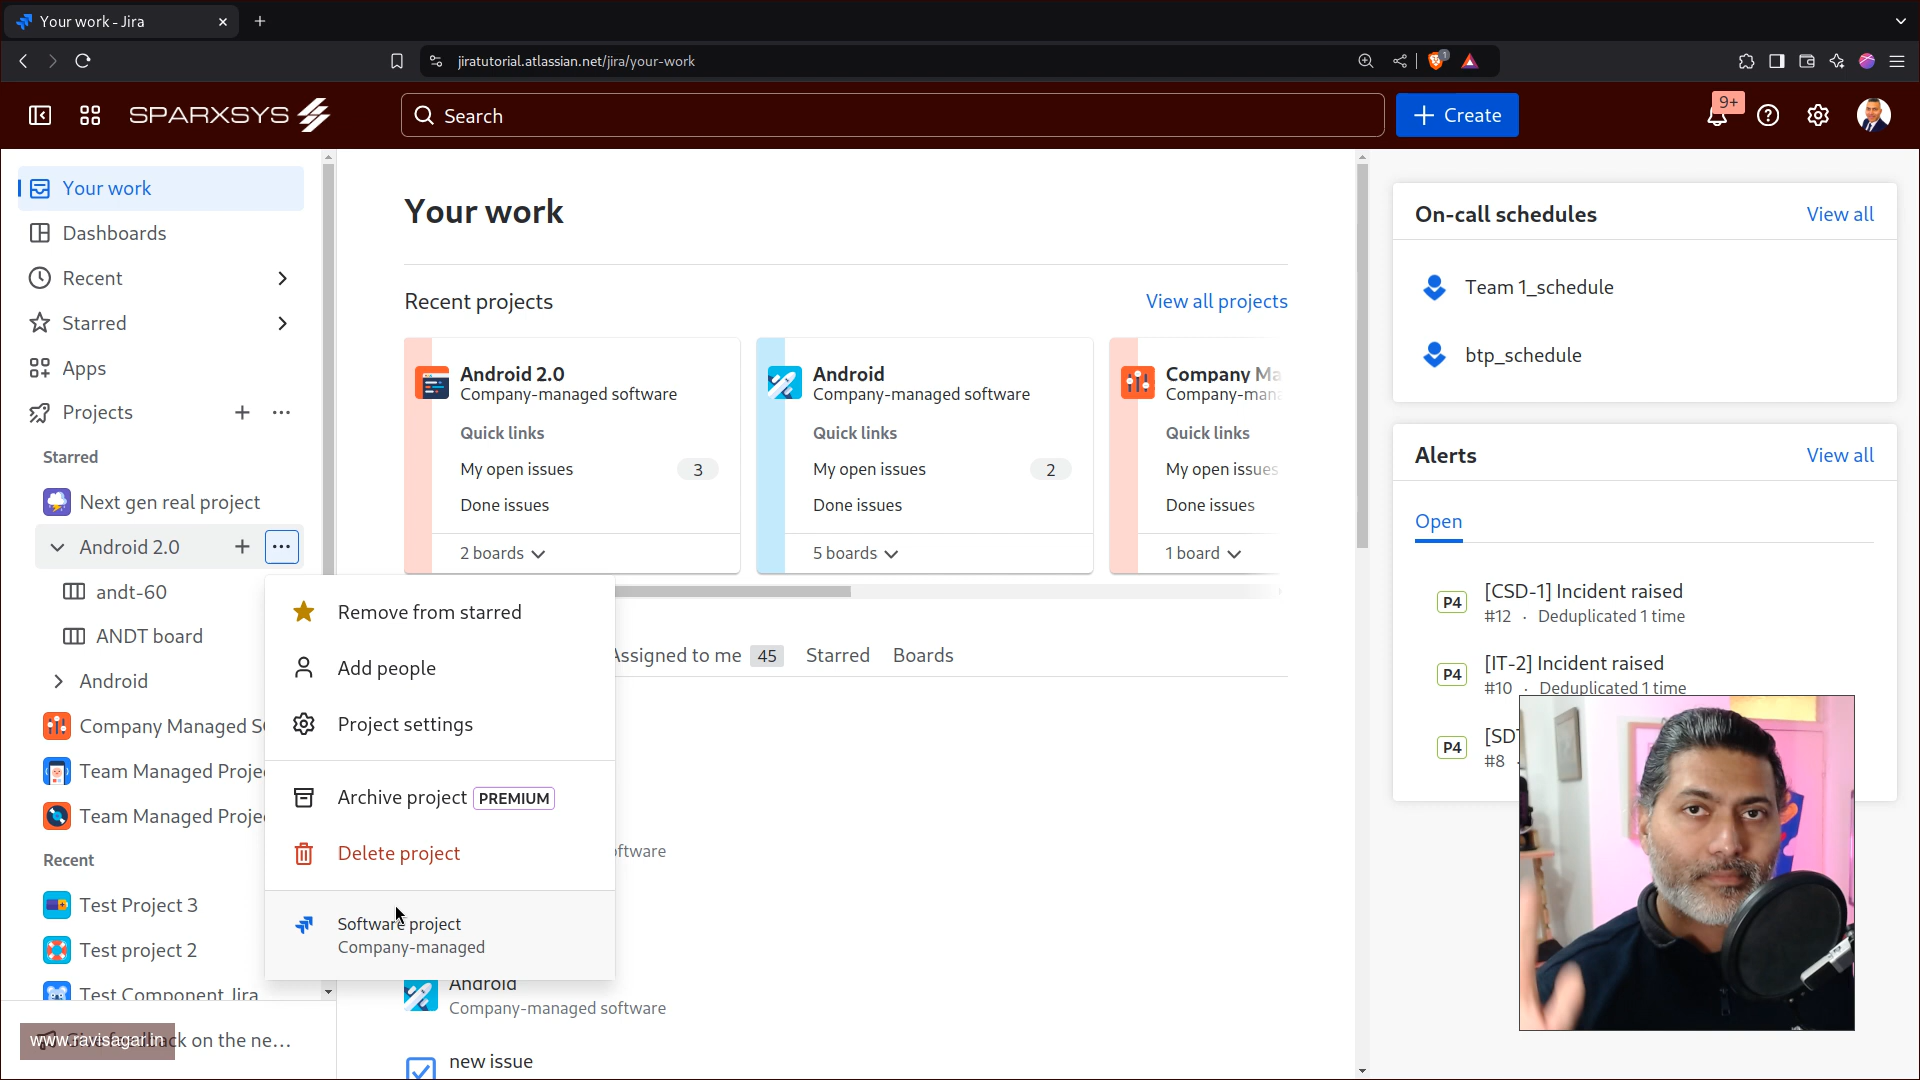 Your work - Jira
jiratutorial.atlassian.net/jira/your-work
1
SPARXSYS
Search
Create
9+
Your work
Dashboards
Recent
Starred
Apps
Projects
Starred
Next gen real project
Android 2.0
andt-60
ANDT board
Android
Company Managed S
Team Managed Proje
Team Managed Proje
Recent
Test Project 3
Test project 2
Test Component Jira
www.ravisagar.in
k on the ne...
Remove from starred
Add people
Project settings
Archive project PREMIUM
Delete project
Software project
Company-managed
Your work
Recent projects
View all projects
Android 2.0
Company-managed software
Quick links
My open issues 3
Done issues
2 boards
Android
Company-managed software
Quick links
My open issues 2
Done issues
5 boards
Company Ma
Company-mana
Quick links
My open issues
Done issues
1 board
Assigned to me 45
Starred
Boards
ftware
Android
Company-managed software
new issue
On-call schedules
View all
Team 1_schedule
btp_schedule
Alerts
View all
Open
P4 [CSD-1] Incident raised
#12 · Deduplicated 1 time
P4 [IT-2] Incident raised
#10 · Deduplicated 1 time
P4 [SD
#8